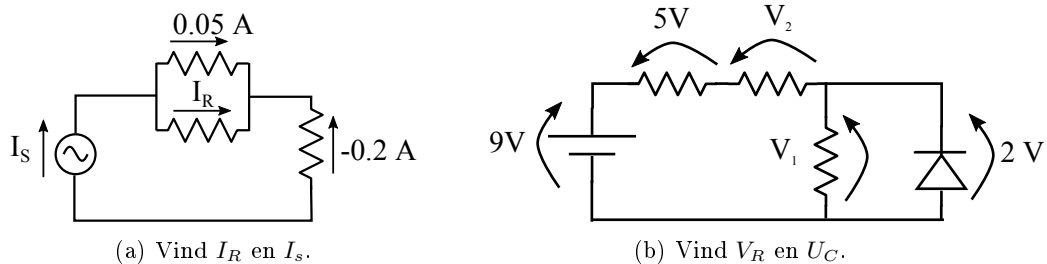 0.05 A
I_R
I_S
-0.2 A
(a) Vind I_R en I_s.
5V
V_2
9V
V_1
2 V
(b) Vind V_R en U_C.